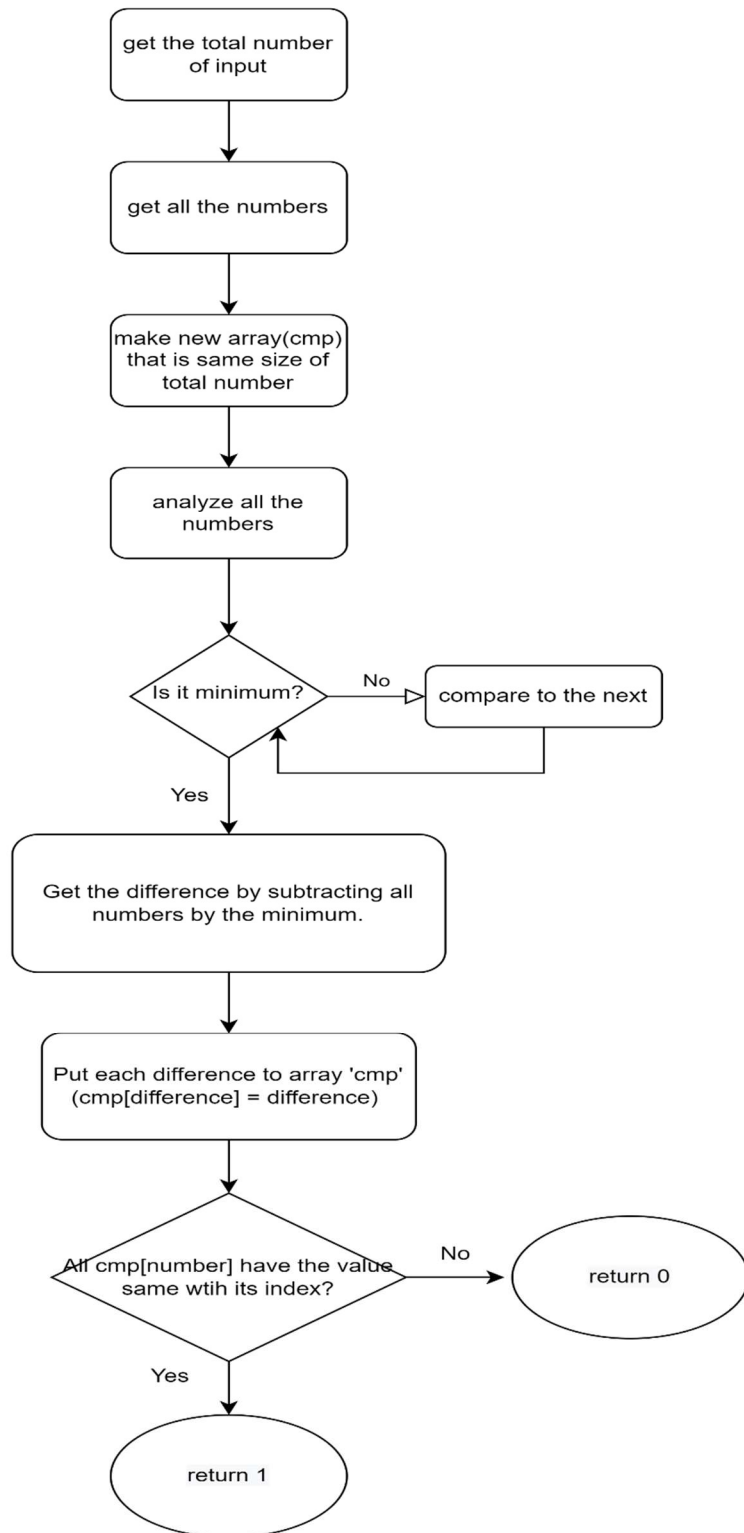 get the total number
of input
get all the numbers
make new array(cmp)
that is same size of
total number
analyze all the
numbers
Is it minimum?
No
compare to the next
Yes
Get the difference by subtracting all
numbers by the minimum.
Put each difference to array 'cmp'
(cmp[difference] = difference)
All cmp[number] have the value
same wtih its index?
No
return 0
Yes
return 1